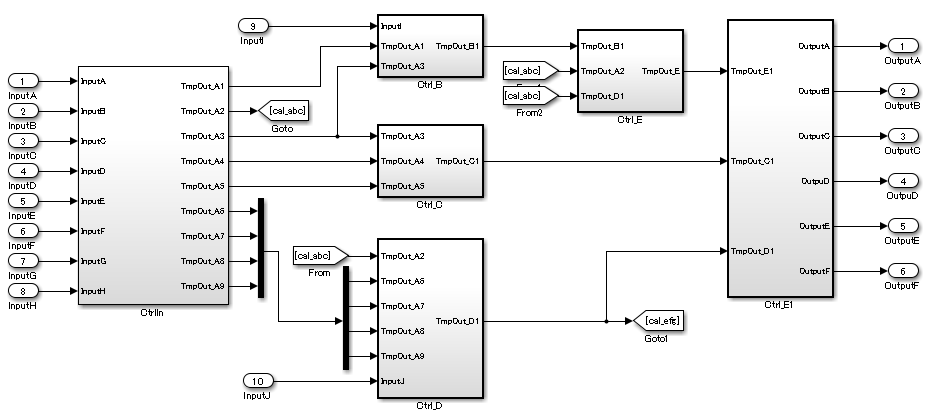 1
InputA
2
InputB
3
InputC
4
InputD
5
InputE
6
InputF
7
InputG
8
InputH
InputA
InputB
InputC
InputD
InputE
InputF
InputG
InputH
TmpOut_A1
TmpOut_A2
TmpOut_A3
TmpOut_A4
TmpOut_A5
TmpOut_A6
TmpOut_A7
TmpOut_A8
TmpOut_A9
CtrlIn
9
InputI
[cal_abc]
Goto
[cal_abc]
From
10
InputJ
InputI
TmpOut_A1
TmpOut_A3
TmpOut_B1
Ctrl_B
TmpOut_A3
TmpOut_A4
TmpOut_A5
TmpOut_C1
Ctrl_C
TmpOut_A2
TmpOut_A6
TmpOut_A7
TmpOut_A8
TmpOut_A9
InputJ
TmpOut_D1
Ctrl_D
[cal_abc]
[cal_abc]
From2
TmpOut_B1
TmpOut_A2
TmpOut_D1
TmpOut_E
Ctrl_E
[cal_efg]
Goto1
TmpOut_E1
TmpOut_C1
TmpOut_D1
OutputA
OutputB
OutputC
OutpuD
OutputE
OutputF
Ctrl_E1
1
OutputA
2
OutputB
3
OutputC
4
OutpuD
5
OutputE
6
OutputF